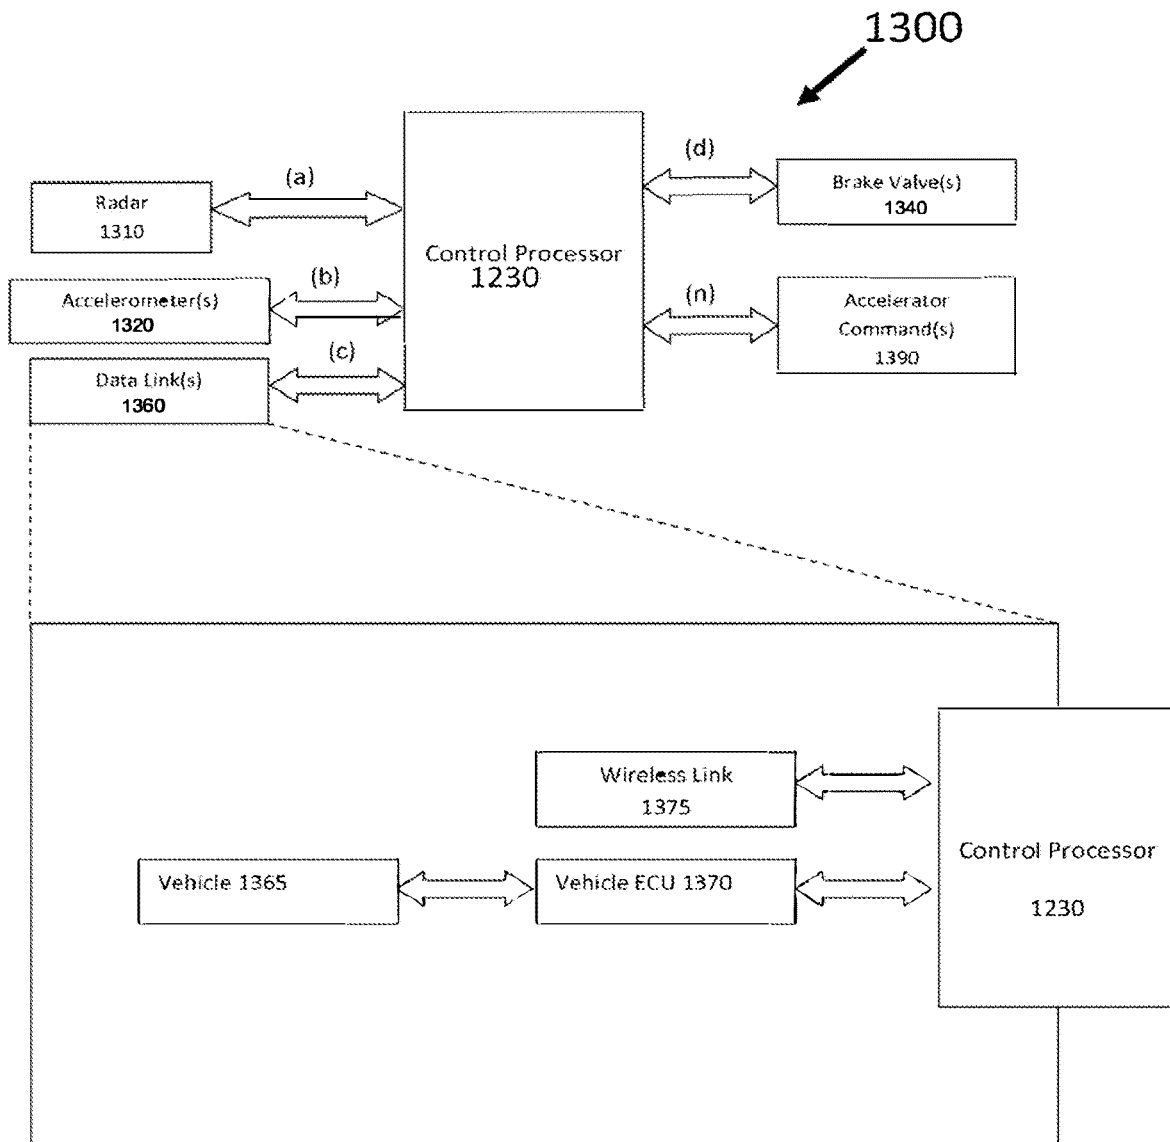 1300
(a)
(d)
Radar
1310
Brake Valve(s)
1340
Control Processor
1230
(b)
Accelerometer(s)
1320
(n)
Accelerator
Command(s)
1390
(c)
Data Link(s)
1360
Wireless Link
1375
Vehicle 1365
Vehicle ECU 1370
Control Processor
1230